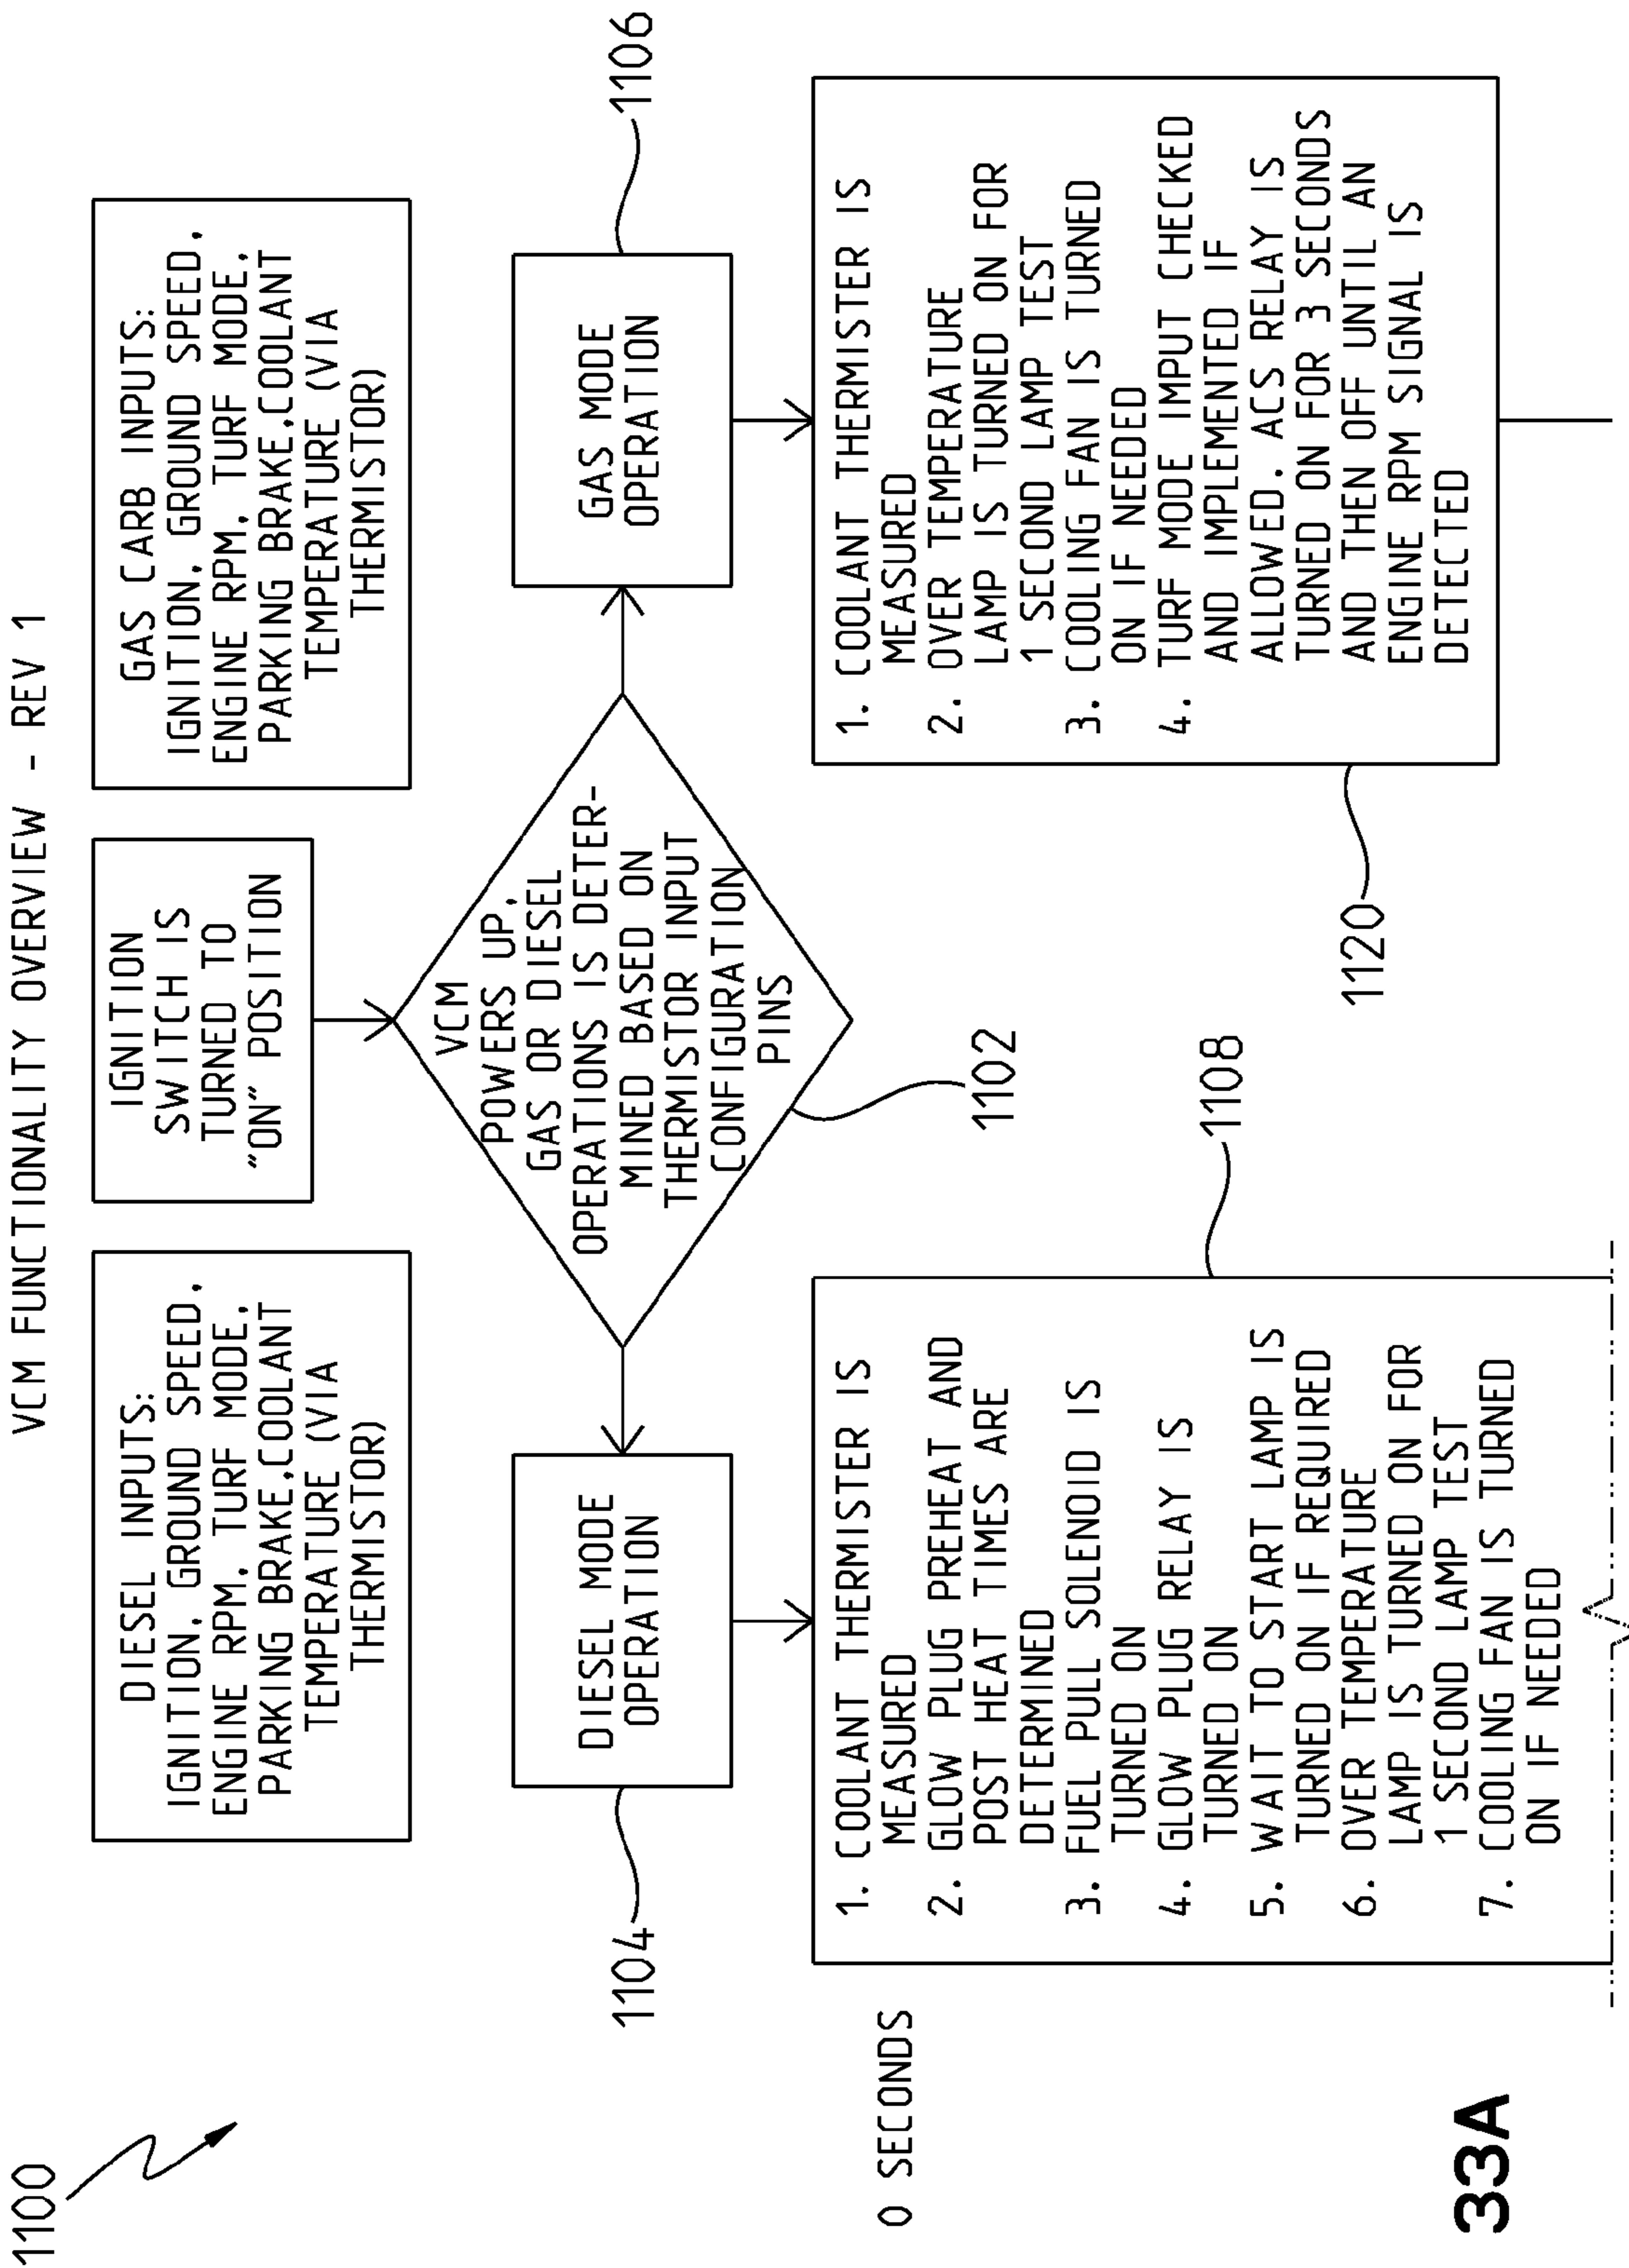 1100
VCM FUNCTIONALITY OVERVIEW - REV 1
DIESEL INPUTS:
IGNITION, GROUND SPEED,
ENGINE RPM, TURF MODE,
PARKING BRAKE,COOLANT
TEMPERATURE (VIA
THERMISTOR)
IGNITION
SWITCH IS
TURNED TO
"ON" POSITION
GAS CARB INPUTS:
IGNITION, GROUND SPEED,
ENGINE RPM, TURF MODE,
PARKING BRAKE,COOLANT
TEMPERATURE (VIA
THERMISTOR)
VCM
POWERS UP,
GAS OR DIESEL
OPERATIONS IS DETER-
MINED BASED ON
THERMISTOR INPUT
CONFIGURATION
PINS
1102
DIESEL MODE
OPERATION
1104
GAS MODE
OPERATION
1106
0 SECONDS
1. COOLANT THERMISTER IS
MEASURED
2. GLOW PLUG PREHEAT AND
POST HEAT TIMES ARE
DETERMINED
3. FUEL PULL SOLENOID IS
TURNED ON
4. GLOW PLUG RELAY IS
TURNED ON
5. WAIT TO START LAMP IS
TURNED ON IF REQUIRED
6. OVER TEMPERATURE
LAMP IS TURNED ON FOR
1 SECOND LAMP TEST
7. COOLING FAN IS TURNED
ON IF NEEDED
1108
1. COOLANT THERMISTER IS
MEASURED
2. OVER TEMPERATURE
LAMP IS TURNED ON FOR
1 SECOND LAMP TEST
3. COOLING FAN IS TURNED
ON IF NEEDED
4. TURF MODE IMPUT CHECKED
AND IMPLEMENTED IF
ALLOWED. ACS RELAY IS
TURNED ON FOR 3 SECONDS
AND THEN OFF UNTIL AN
ENGINE RPM SIGNAL IS
DETECTED
1120
33A